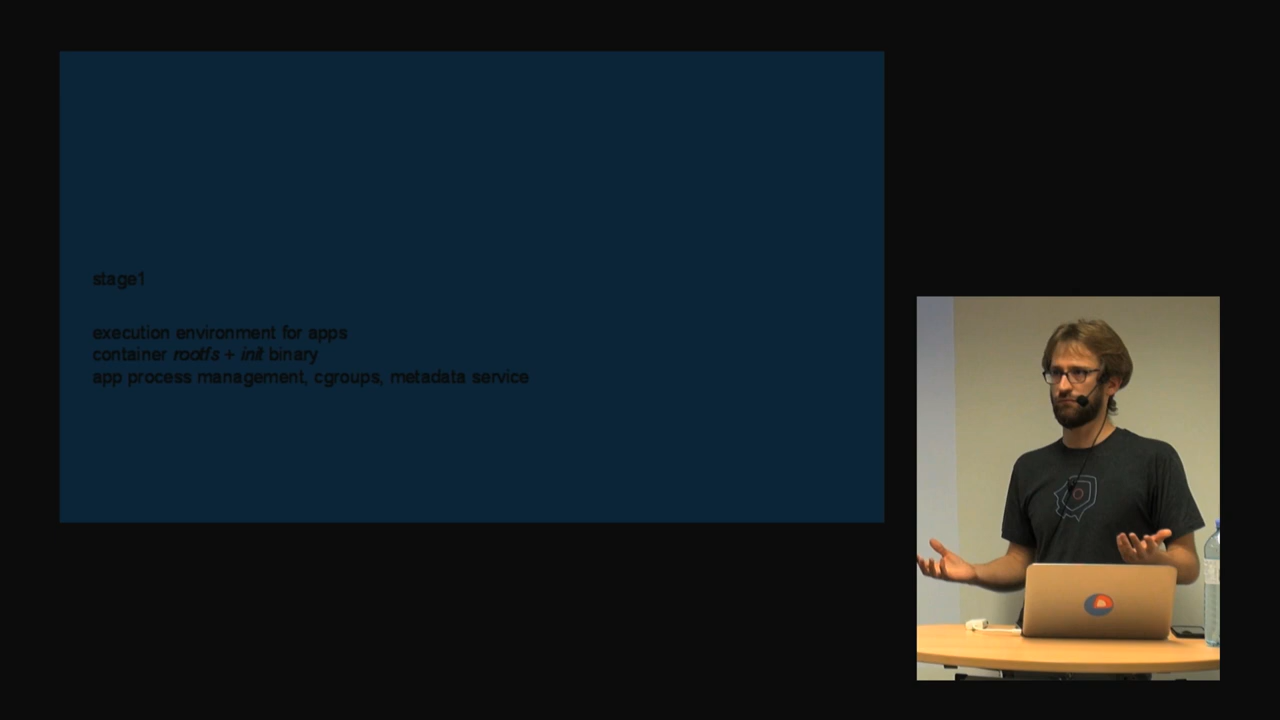 stage1
execution environment for apps
container rootfs + init binary
app process management, cgroups, metadata service